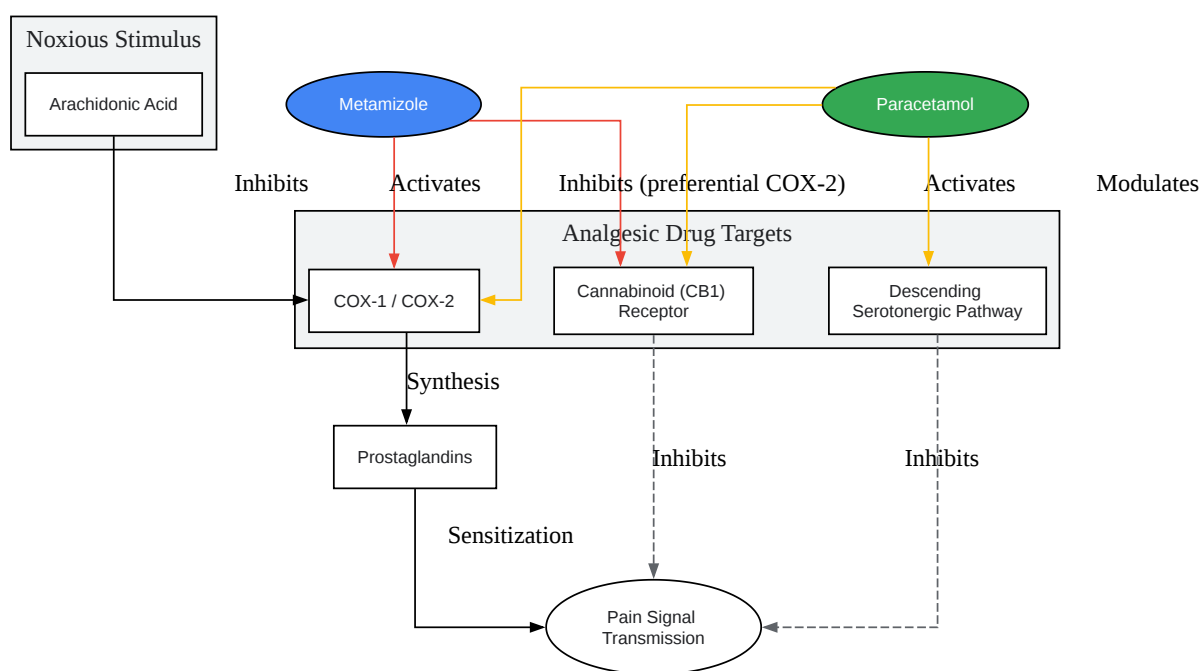 Noxious Stimulus
Arachidonic Acid
Metamizole
Paracetamol
Inhibits
Activates
Inhibits (preferential COX-2)
Activates
Modulates
Analgesic Drug Targets
COX-1 / COX-2
Cannabinoid (CB1)
Receptor
Descending
Serotonergic Pathway
Synthesis
Prostaglandins
Inhibits
Inhibits
Sensitization
Pain Signal
Transmission